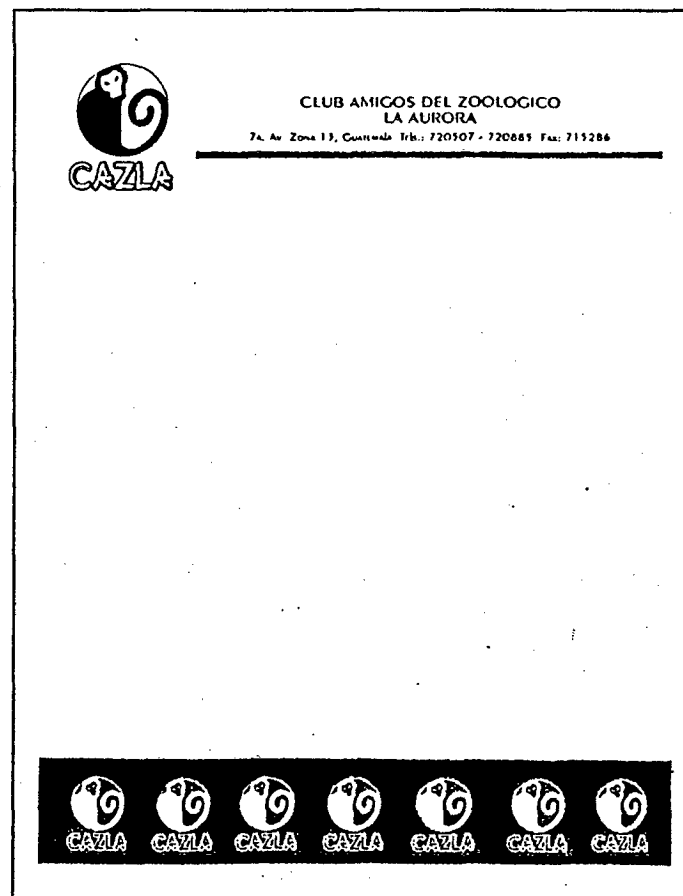 CLUB AMIGOS DEL ZOOLOGICO
LA AURORA
7a. Av. Zona 13, Guatemala Tels.: 720507 - 720885 Fax: 715286
CAZLA
CAZLA CAZLA CAZLA CAZLA CAZLA CAZLA CAZLA